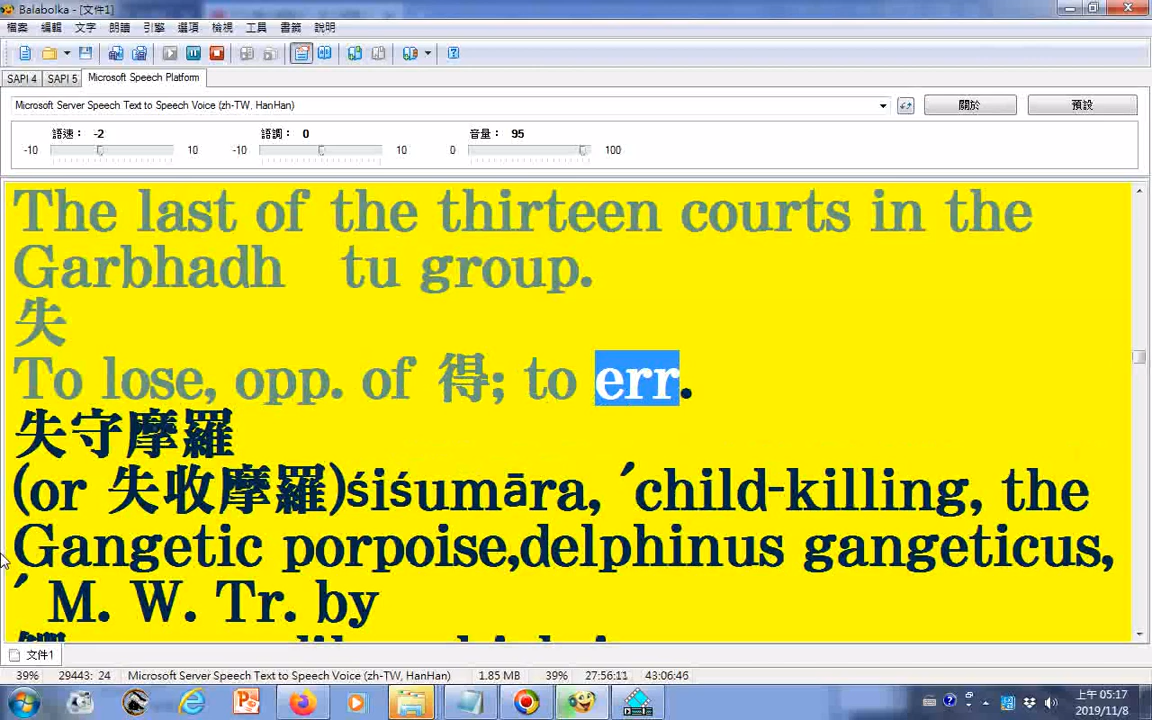 Balabolka - [文件1]
檔案 編輯 文字 朗讀 引擎 選項 檢視 工具 書籤 說明
SAPI 4 SAPI 5 Microsoft Speech Platform
Microsoft Server Speech Text to Speech Voice (zh-TW, HanHan) 關於 預設
語速： -2 語調： 0 音量： 95
-10 10 -10 10 0 100
The last of the thirteen courts in the
Garbhadh tu group.
失
To lose, opp. of 得; to err.
失守摩羅
(or 失收摩羅)śiśumāra, ′child-killing, the
Gangetic porpoise,delphinus gangeticus,
′ M. W. Tr. by
文件1
39% 29443: 24 Microsoft Server Speech Text to Speech Voice (zh-TW, HanHan) 1.85 MB 39% 27:56:11 43:06:46
上午 05:17
2019/11/8